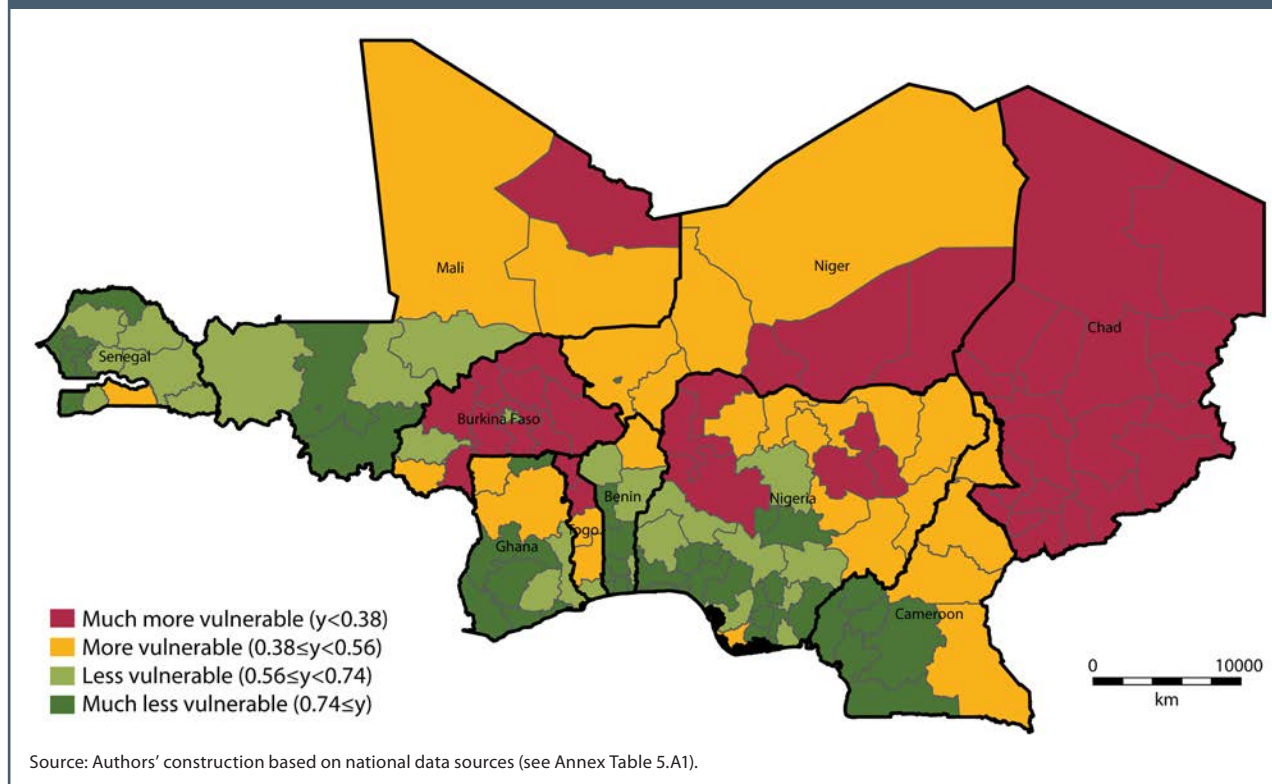 Mali
Niger
Chad
Senegal
Burkina Faso
Benin
Nigeria
Togo
Ghana
Cameroon
Much more vulnerable (y<0.38)
More vulnerable (0.38≤y<0.56)
Less vulnerable (0.56≤y<0.74)
Much less vulnerable (0.74≤y)
0 10000
km
Source: Authors’ construction based on national data sources (see Annex Table 5.A1).